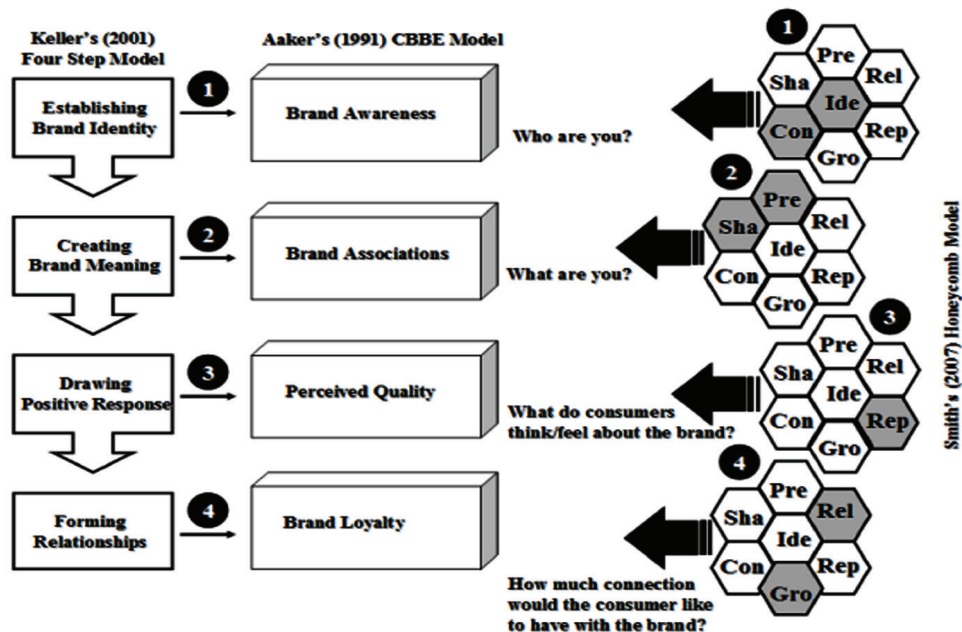 Keller's (2001)
Four Step Model
Aaker's (1991) CBBE Model
1
Establishing
Brand Identity
1
Brand Awareness
Who are you?
Pre
Sha
Rel
Ide
Con
Rep
Gro
2
Creating
Brand Meaning
2
Brand Associations
What are you?
Pre
Sha
Rel
Ide
Con
Rep
Gro
3
Drawing
Positive Response
3
Perceived Quality
What do consumers
think/feel about the brand?
Pre
Sha
Rel
Ide
Con
Rep
Gro
4
Forming
Relationships
4
Brand Loyalty
How much connection
would the consumer like
to have with the brand?
Pre
Sha
Rel
Ide
Con
Rep
Gro
Smith's (2007) Honeycomb Model